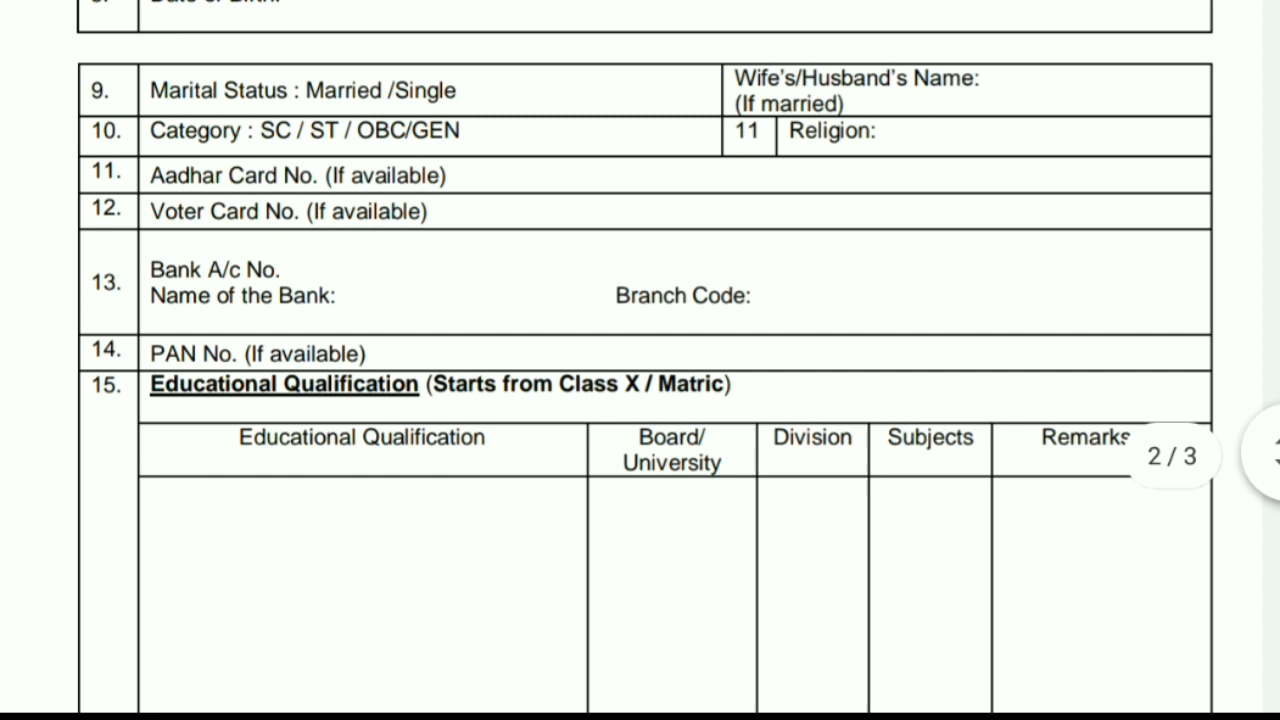 9. Marital Status : Married /Single
Wife's/Husband's Name:
(If married)
10. Category : SC / ST / OBC/GEN
11 Religion:
11. Aadhar Card No. (If available)
12. Voter Card No. (If available)
13. Bank A/c No.
Name of the Bank: Branch Code:
14. PAN No. (If available)
15. Educational Qualification (Starts from Class X / Matric)
Educational Qualification
Board/
University
Division
Subjects
Remarks
2 / 3